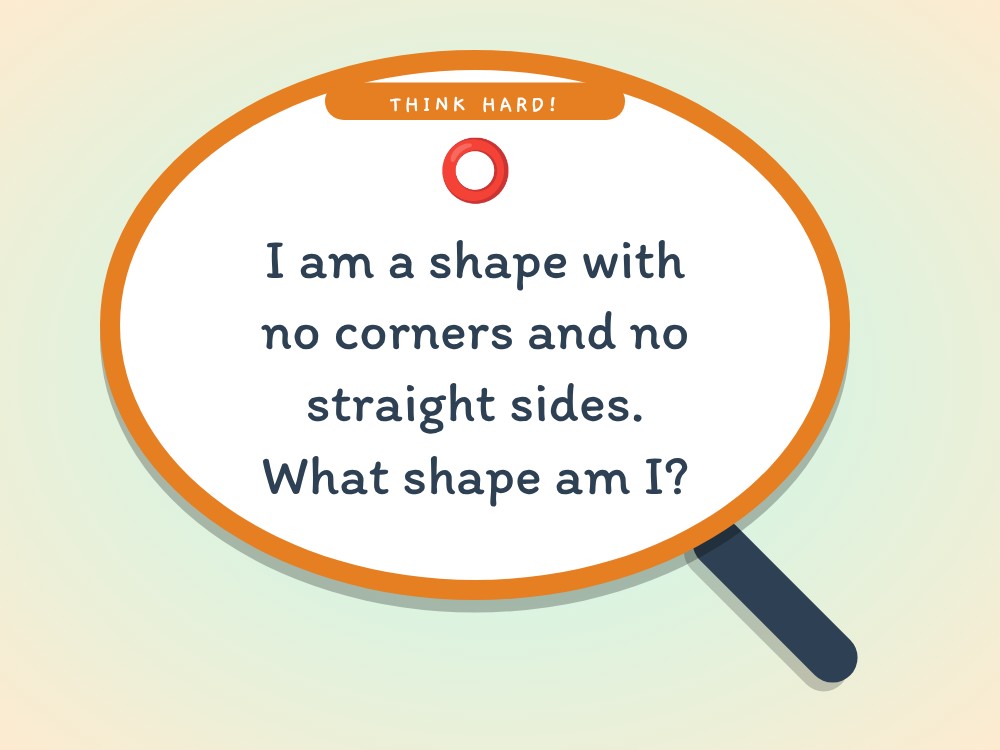 THINK HARD!
I am a shape with
no corners and no
straight sides.
What shape am I?